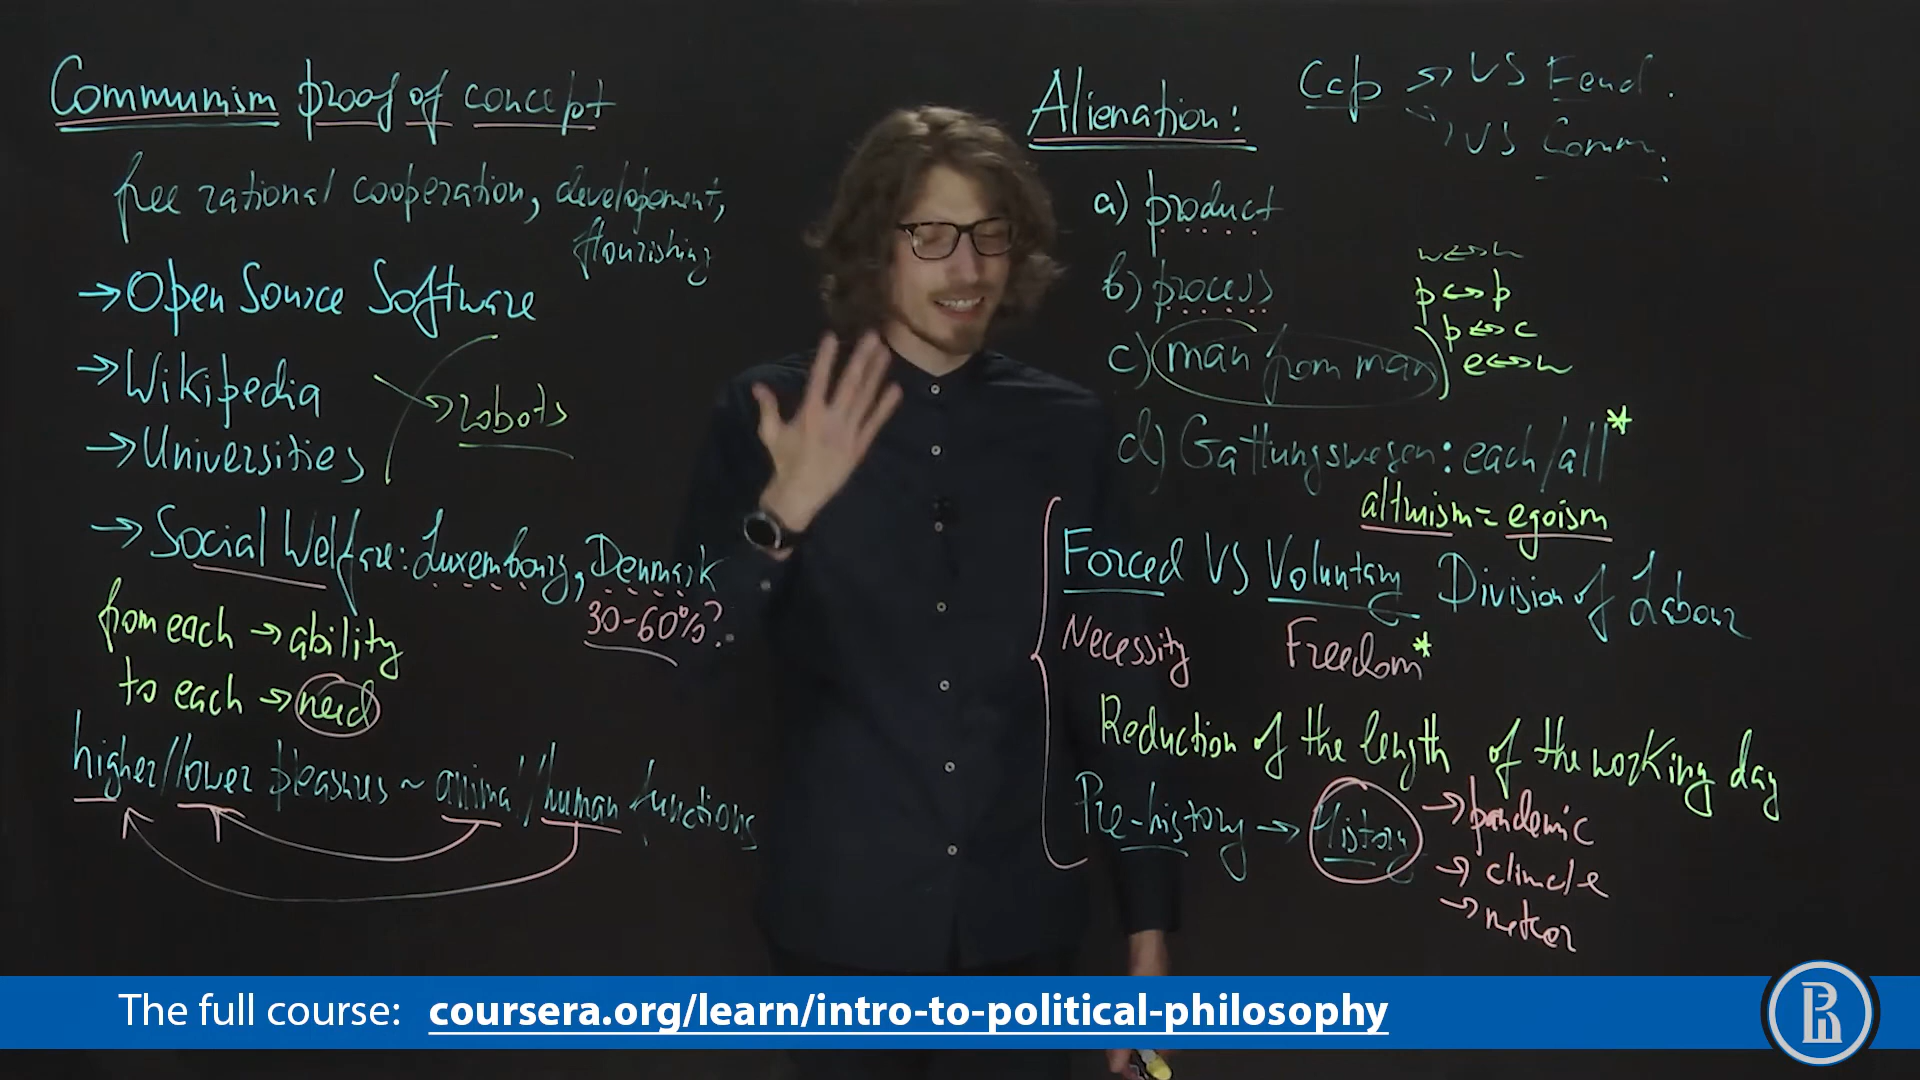 Communism proof of concept
free rational cooperation, developement,
flourishing
→ Open Source Software
→ Wikipedia
→ robots
→ Universities
→ Social Welfare: Luxembourg, Denmark
30-60%?
from each → ability
to each → need
higher/lower pleasures ~ animal/human functions
Alienation:
Cap → VS Feud.
→ VS Comm.
a) product
b) process
w↔w
p↔p
p↔c
c) (man from man)
e↔w
d) Gattungswesen: each/all*
altruism = egoism
Forced VS Voluntary Division of Labour
Necessity Freedom*
Reduction of the length of the working day
Pre-history → History → pandemic
→ climate
→
The full course: coursera.org/learn/intro-to-political-philosophy